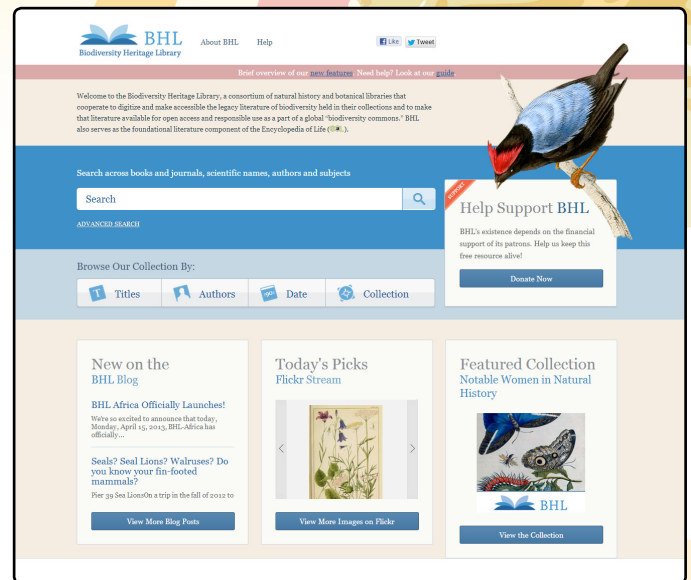 BHL
Biodiversity Heritage Library
About BHL
Help
Like
Tweet
Brief overview of our new features. Need help? Look at our guide.
Welcome to the Biodiversity Heritage Library, a consortium of natural history and botanical libraries that
cooperate to digitize and make accessible the legacy literature of biodiversity held in their collections and to make
that literature available for open access and responsible use as a part of a global “biodiversity commons.” BHL
also serves as the foundational literature component of the Encyclopedia of Life ( ).
Search across books and journals, scientific names, authors and subjects
Search
ADVANCED SEARCH
SUPPORT
Help Support BHL
BHL's existence depends on the financial
support of its patrons. Help us keep this
free resource alive!
Donate Now
Browse Our Collection By:
T Titles
Authors
Date
Collection
New on the
BHL Blog
BHL Africa Officially Launches!
We're so excited to announce that today,
Monday, April 15, 2013, BHL-Africa has
officially...
Seals? Seal Lions? Walruses? Do
you know your fin-footed
mammals?
Pier 39 Sea LionsOn a trip in the fall of 2012 to
View More Blog Posts
Today's Picks
Flickr Stream
View More Images on Flickr
Featured Collection
Notable Women in Natural
History
BHL
View the Collection